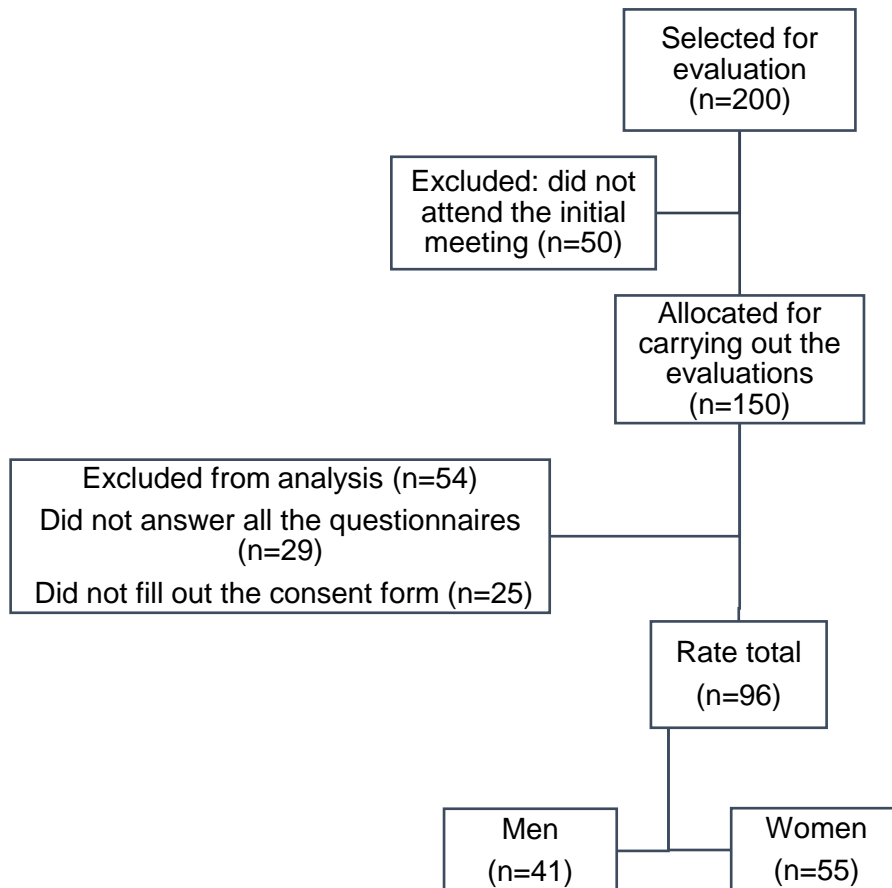 Selected for
evaluation
(n=200)
Excluded: did not
attend the initial
meeting (n=50)
Allocated for
carrying out the
evaluations
(n=150)
Excluded from analysis (n=54)
Did not answer all the questionnaires
(n=29)
Did not fill out the consent form (n=25)
Rate total
(n=96)
Men
(n=41)
Women
(n=55)